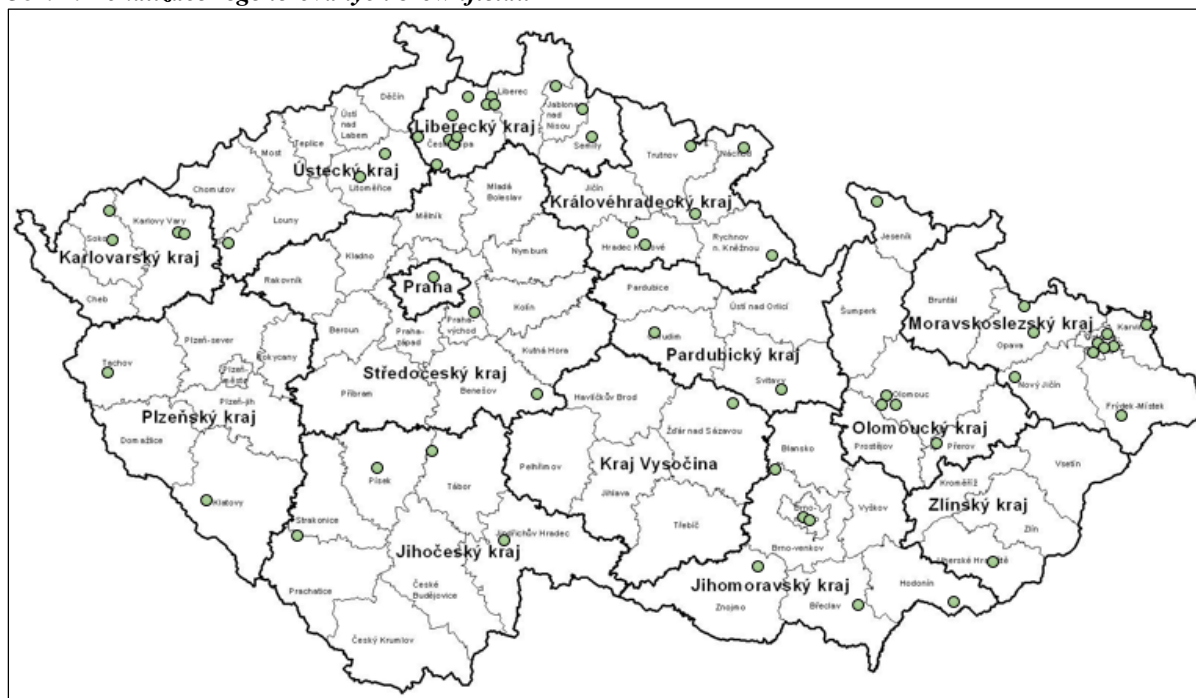 Děčín
Liberec
Ústí
nad
Labem
Jablonec
nad
Nisou
Teplice
Liberecký kraj
Most
Semily
Trutnov
Náchod
Ústecký kraj
Chomutov
Litoměřice
Mladá
Boleslav
Jičín
Královéhradecký kraj
Karlovy Vary
Louny
Mělník
Jeseník
Karlovarský kraj
Kladno
Nymburk
Hradec Králové
Rychnov
n. Kněžnou
Rakovník
Praha
Pardubice
Cheb
Kolín
Ústí nad Orlicí
Šumperk
Bruntál
Moravskoslezský kraj
Karviná
Opava
Beroun
Praha-
západ
Praha-
východ
Plzeň-sever
Rokycany
Chrudim
Pardubický kraj
Kutná Hora
Tachov
Plzeň-
město
Středočeský kraj
Benešov
Svitavy
Nový Jičín
Příbram
Havlíčkův Brod
Olomouc
Frýdek-Místek
Plzeňský kraj
Plzeň-jih
Olomoucký kraj
Domažlice
Žďár nad Sázavou
Prostějov
Přerov
Blansko
Vsetín
Písek
Tábor
Pelhřimov
Kraj Vysočina
Kroměříž
Klatovy
Jihlava
Zlínský kraj
Strakonice
Třebíč
Vyškov
Zlín
Jindřichův Hradec
Jihočeský kraj
Brno-venkov
Uherské Hradiště
Prachatice
České
Budějovice
Jihomoravský kraj
Hodonín
Znojmo
Břeclav
Český Krumlov